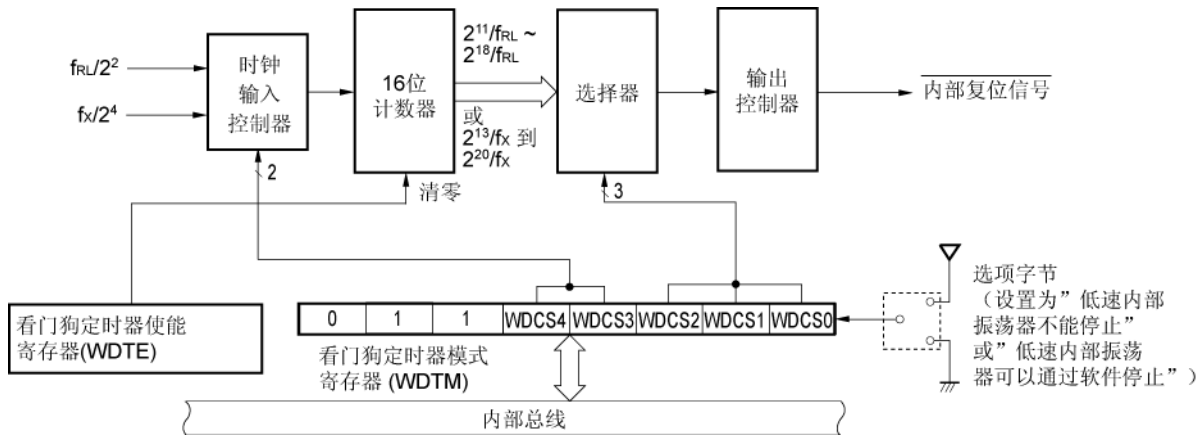 fRL/2²
fX/2⁴
时钟
输入
控制器
2
16位
计数器
清零
2¹¹/fRL ~
2¹⁸/fRL
或
2¹³/fX 到
2²⁰/fX
选择器
3
输出
控制器
内部复位信号
看门狗定时器使能
寄存器(WDTE)
0 1 1 WDCS4 WDCS3 WDCS2 WDCS1 WDCS0
看门狗定时器模式
寄存器 (WDTM)
选项字节
（设置为”低速内部
振荡器不能停止”
或”低速内部振荡
器可以通过软件停止”）
内部总线